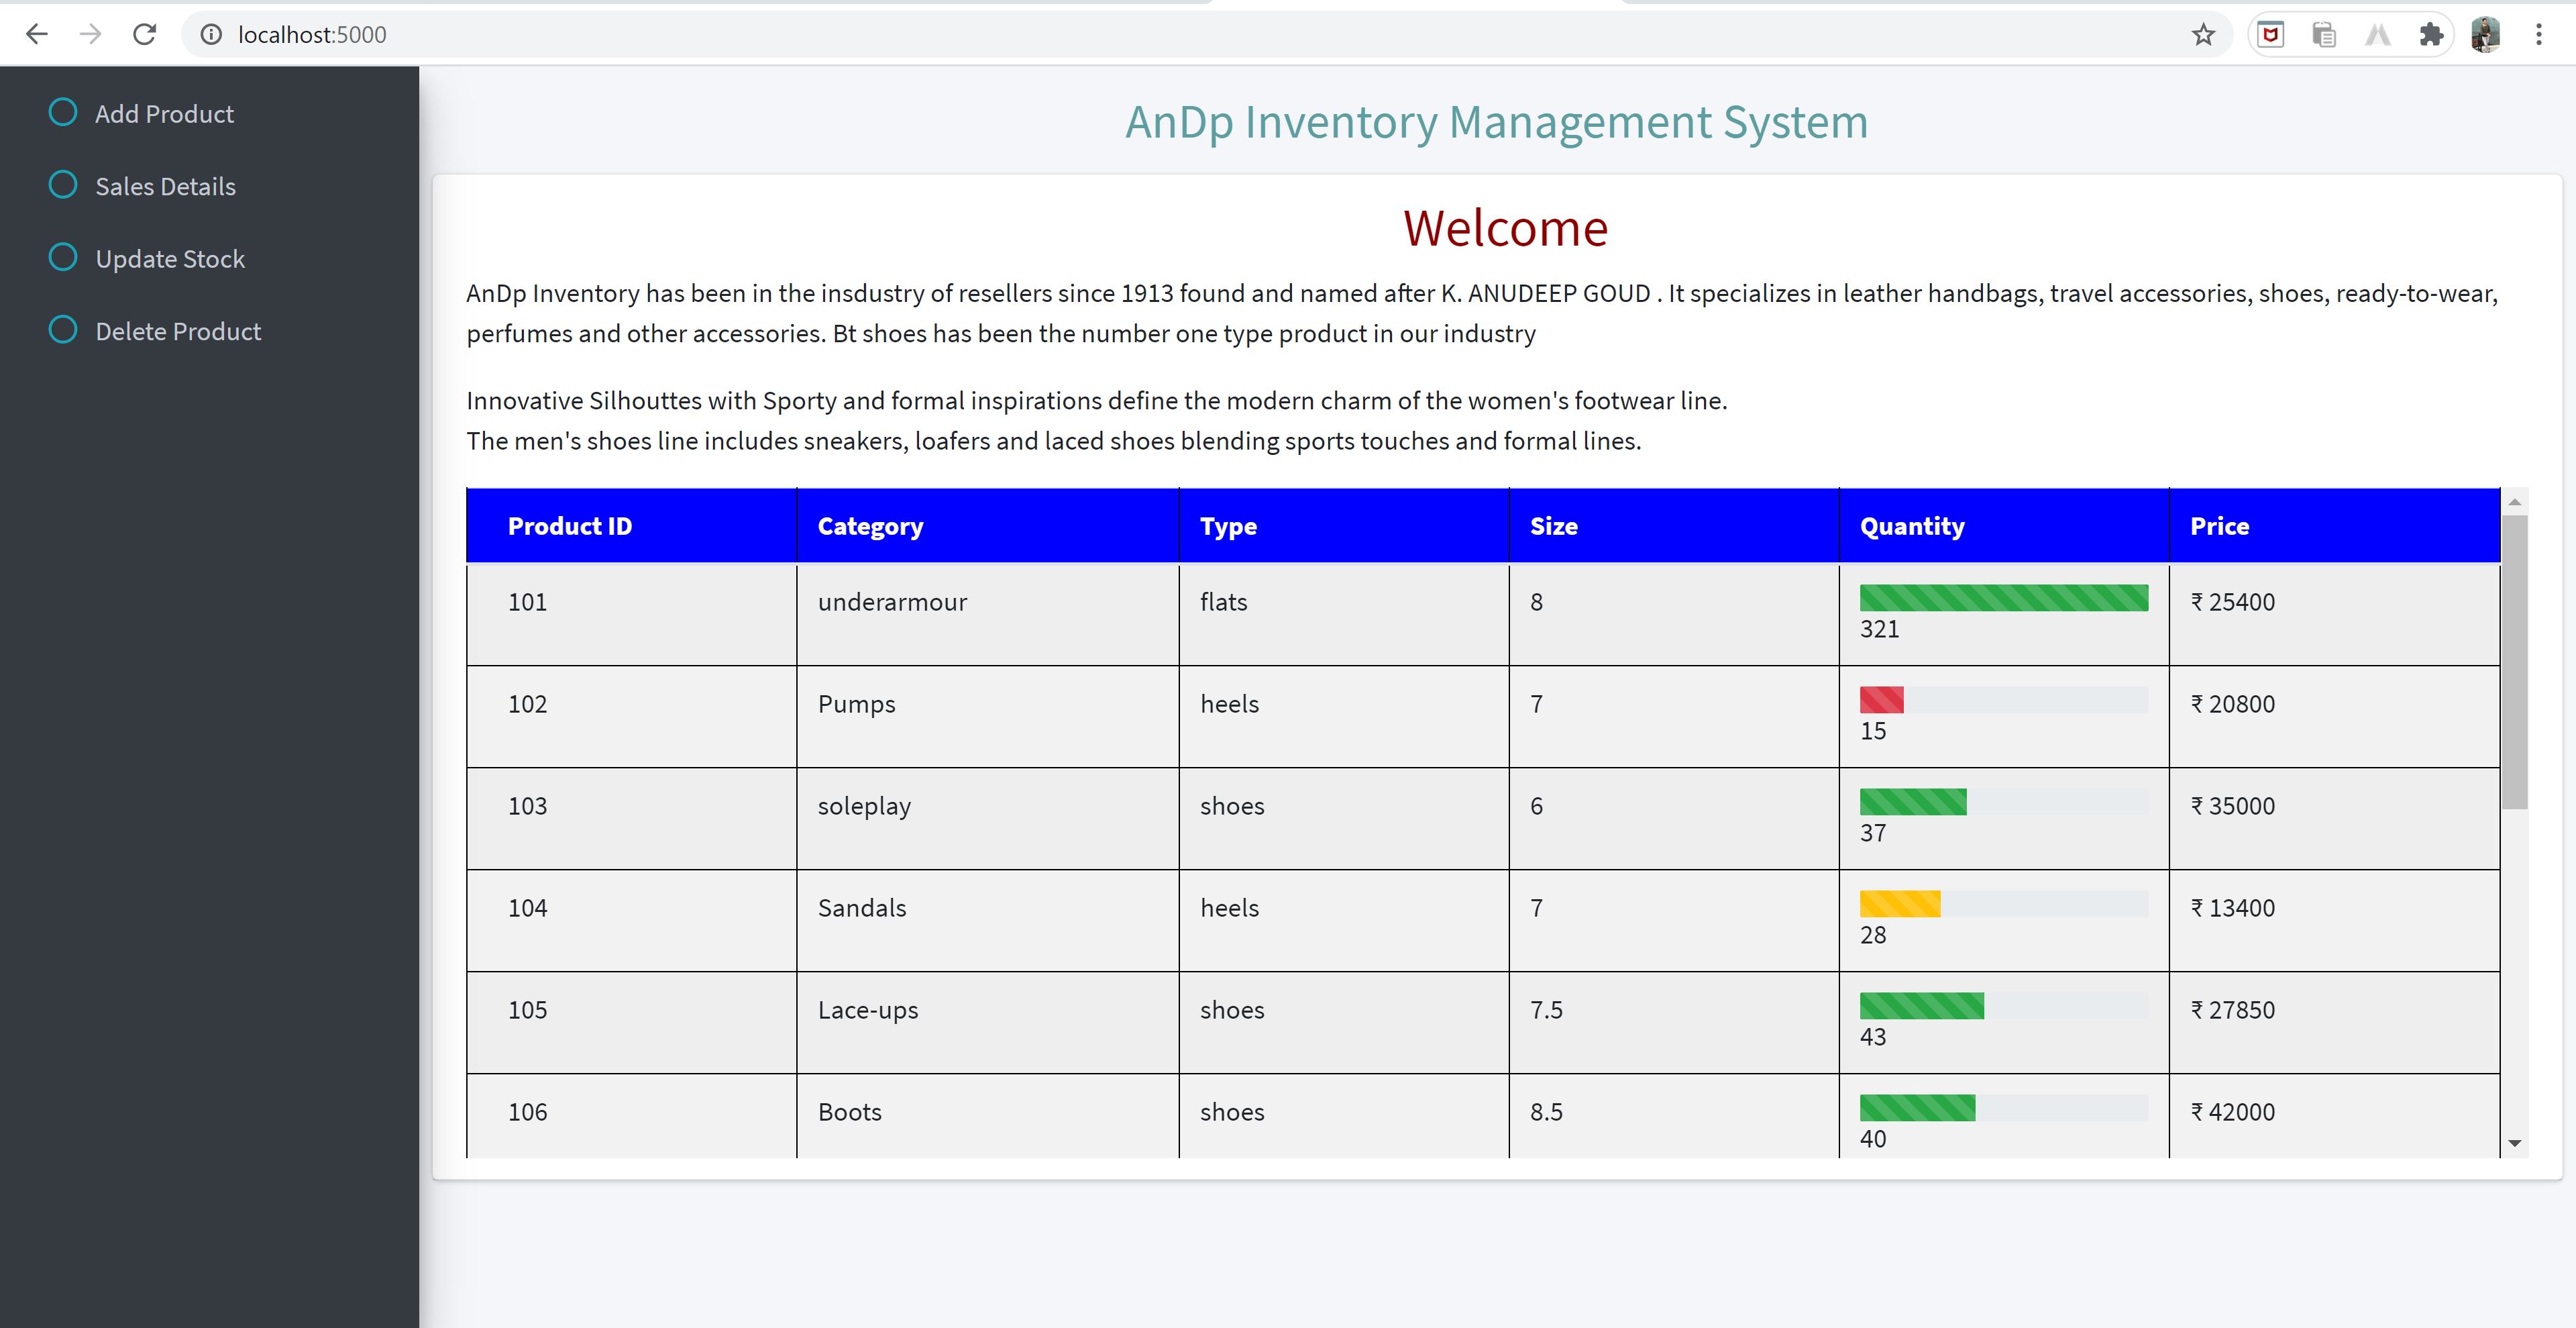 localhost:5000
Add Product
Sales Details
Update Stock
Delete Product
AnDp Inventory Management System
Welcome
AnDp Inventory has been in the insdustry of resellers since 1913 found and named after K. ANUDEEP GOUD . It specializes in leather handbags, travel accessories, shoes, ready-to-wear,
perfumes and other accessories. Bt shoes has been the number one type product in our industry
Innovative Silhouttes with Sporty and formal inspirations define the modern charm of the women's footwear line.
The men's shoes line includes sneakers, loafers and laced shoes blending sports touches and formal lines.
Product ID Category Type Size Quantity Price
101 underarmour flats 8 321 ₹ 25400
102 Pumps heels 7 15 ₹ 20800
103 soleplay shoes 6 37 ₹ 35000
104 Sandals heels 7 28 ₹ 13400
105 Lace-ups shoes 7.5 43 ₹ 27850
106 Boots shoes 8.5 40 ₹ 42000